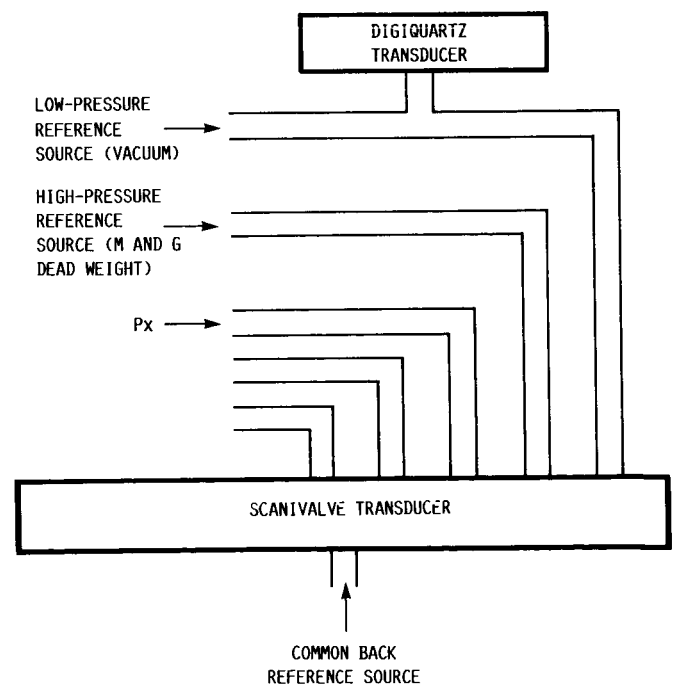 DIGIQUARTZ
TRANSDUCER
LOW-PRESSURE
REFERENCE
SOURCE (VACUUM)
HIGH-PRESSURE
REFERENCE
SOURCE (M AND G
DEAD WEIGHT)
Px
SCANIVALVE TRANSDUCER
COMMON BACK
REFERENCE SOURCE